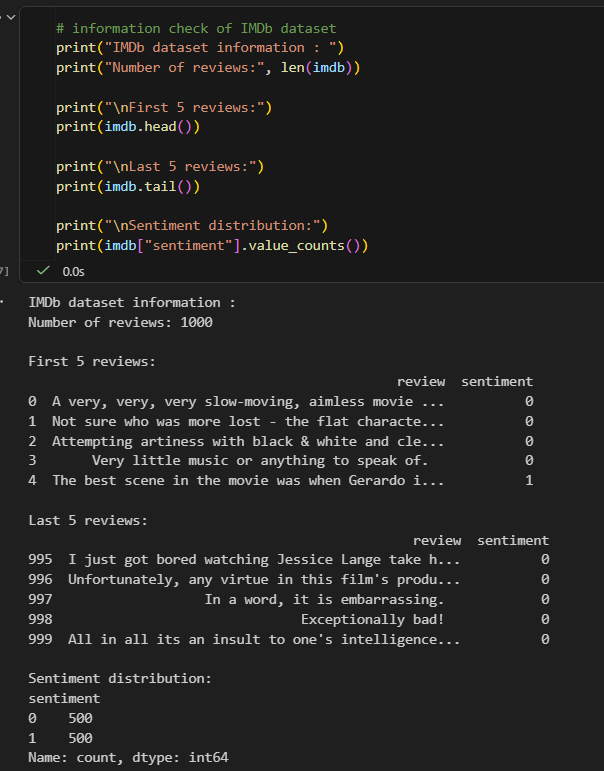 # information check of IMDb dataset
print("IMDb dataset information : ")
print("Number of reviews:", len(imdb))
print("\nFirst 5 reviews:")
print(imdb.head())
print("\nLast 5 reviews:")
print(imdb.tail())
print("\nSentiment distribution:")
print(imdb["sentiment"].value_counts())
7]
0.0s
IMDb dataset information :
Number of reviews: 1000
First 5 reviews:
review sentiment
0 A very, very, very slow-moving, aimless movie ... 0
1 Not sure who was more lost - the flat characte... 0
2 Attempting artiness with black & white and cle... 0
3 Very little music or anything to speak of. 0
4 The best scene in the movie was when Gerardo i... 1
Last 5 reviews:
review sentiment
995 I just got bored watching Jessice Lange take h... 0
996 Unfortunately, any virtue in this film's produ... 0
997 In a word, it is embarrassing. 0
998 Exceptionally bad! 0
999 All in all its an insult to one's intelligence... 0
Sentiment distribution:
sentiment
0 500
1 500
Name: count, dtype: int64